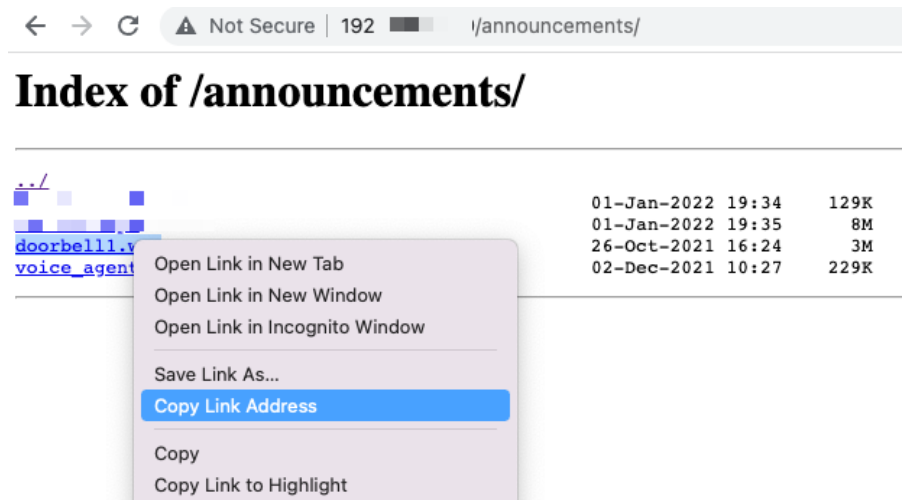 Not Secure 192 /announcements/
Index of /announcements/
../
01-Jan-2022 19:34 129K
01-Jan-2022 19:35 8M
doorbell1.w 26-Oct-2021 16:24 3M
voice_agent 02-Dec-2021 10:27 229K
Open Link in New Tab
Open Link in New Window
Open Link in Incognito Window
Save Link As...
Copy Link Address
Copy
Copy Link to Highlight